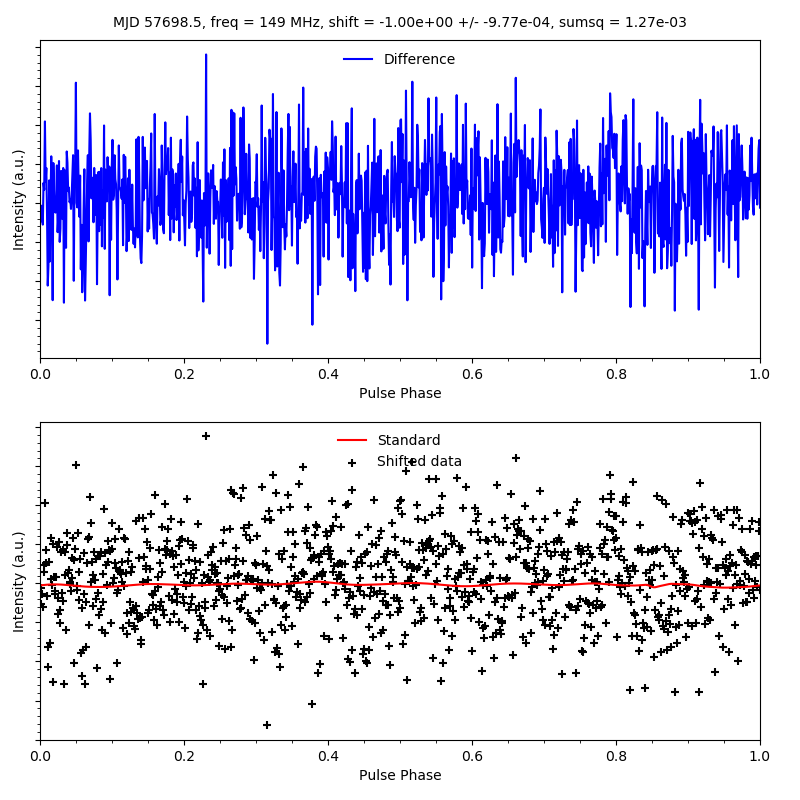 MJD 57698.5, freq = 149 MHz, shift = -1.00e+00 +/- -9.77e-04, sumsq = 1.27e-03
Difference
Intensity (a.u.)
0.0 0.2 0.4 0.6 0.8 1.0
Pulse Phase
Standard
Shifted data
Intensity (a.u.)
0.0 0.2 0.4 0.6 0.8 1.0
Pulse Phase